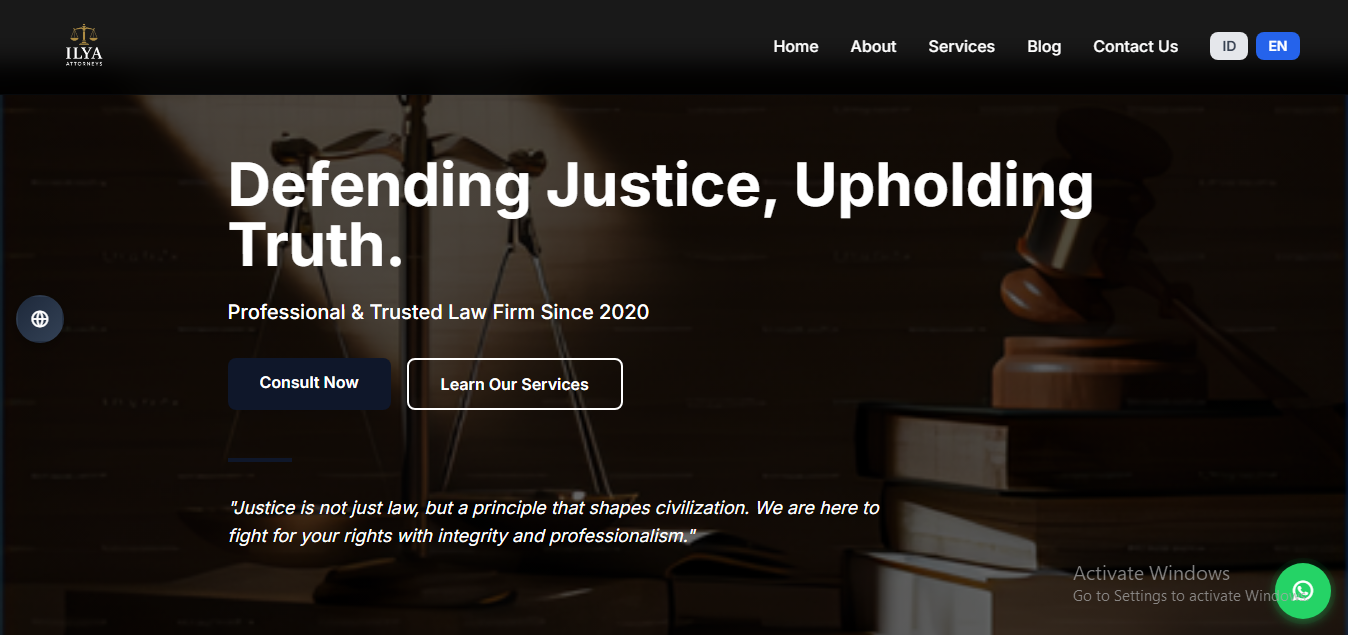 ILYA
ATTORNEYS
Home About Services Blog Contact Us ID EN
Defending Justice, Upholding
Truth.
Professional & Trusted Law Firm Since 2020
Consult Now Learn Our Services
"Justice is not just law, but a principle that shapes civilization. We are here to
fight for your rights with integrity and professionalism."
Activate Windows
Go to Settings to activate Windows.